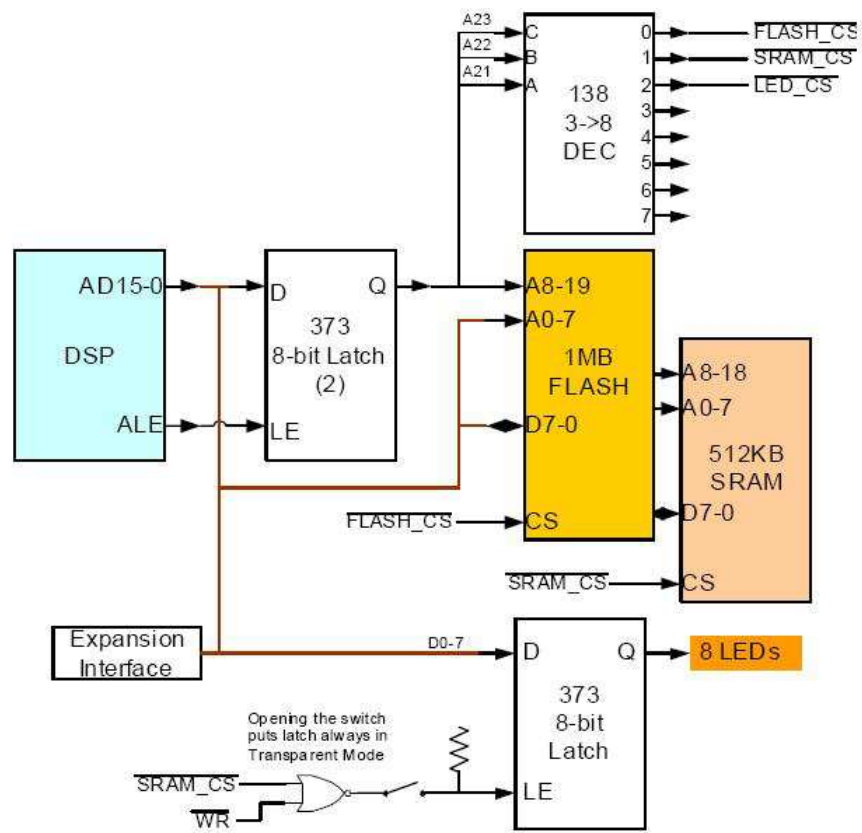 A23
A22
A21
C
B
A
0
1
2
3
4
5
6
7
138
3->8
DEC
FLASH_CS
SRAM_CS
LED_CS
AD15-0
DSP
ALE
D
Q
373
8-bit Latch
(2)
LE
A8-19
A0-7
1MB
FLASH
D7-0
CS
FLASH_CS
A8-18
A0-7
512KB
SRAM
D7-0
CS
SRAM_CS
Expansion
Interface
D0-7
D
Q
373
8-bit
Latch
LE
8 LEDs
Opening the switch
puts latch always in
Transparent Mode
SRAM_CS
WR